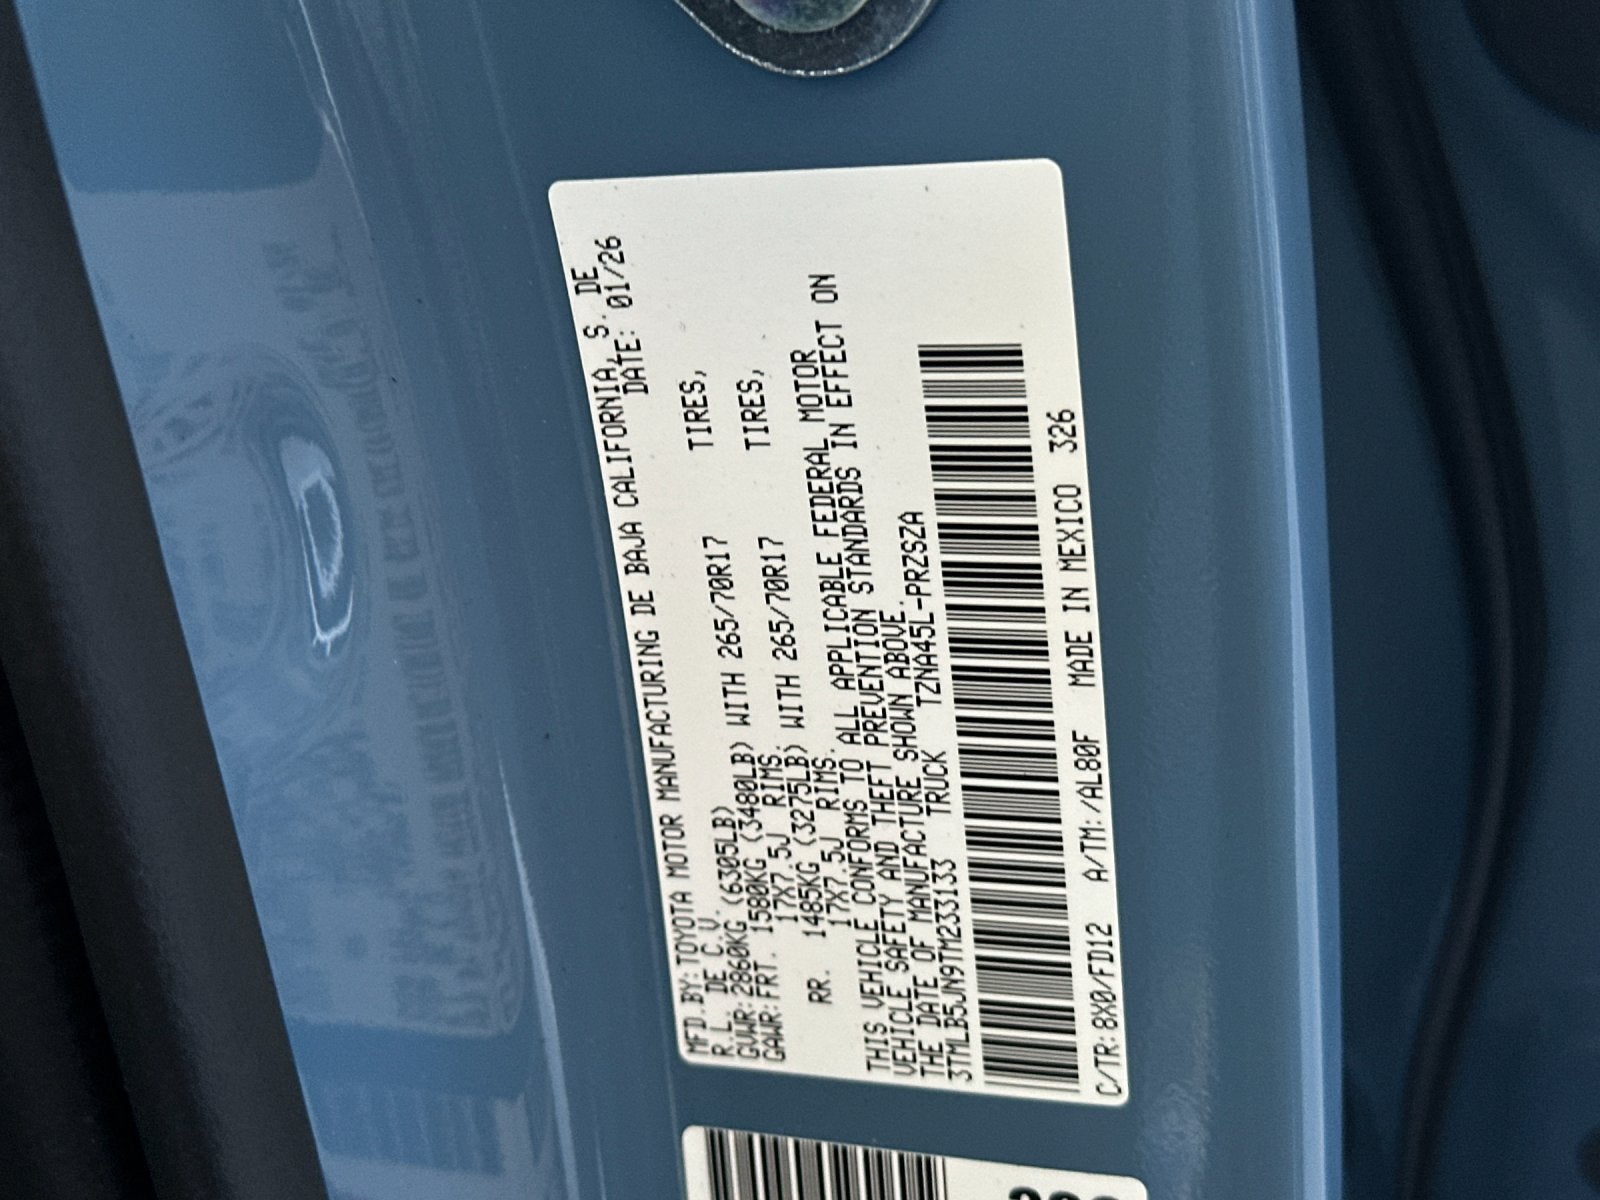 MFD.BY:TOYOTA MOTOR MANUFACTURING DE BAJA CALIFORNIA, S. DE
R.L. DE C.V. DATE: 01/26
GVWR:2860KG (6305LB)
GAWR:FRT. 1580KG (3480LB) WITH 265/70R17 TIRES,
17X7.5J RIMS.
RR. 1485KG (3275LB) WITH 265/70R17 TIRES,
17X7.5J RIMS.
THIS VEHICLE CONFORMS TO ALL APPLICABLE FEDERAL MOTOR
VEHICLE SAFETY AND THEFT PREVENTION STANDARDS IN EFFECT ON
THE DATE OF MANUFACTURE SHOWN ABOVE.
3TMLB5JN9TM233133 TRUCK TZNA45L-PRZSZA
C/TR:8X0/FD12 A/TM:/AL80F MADE IN MEXICO 326